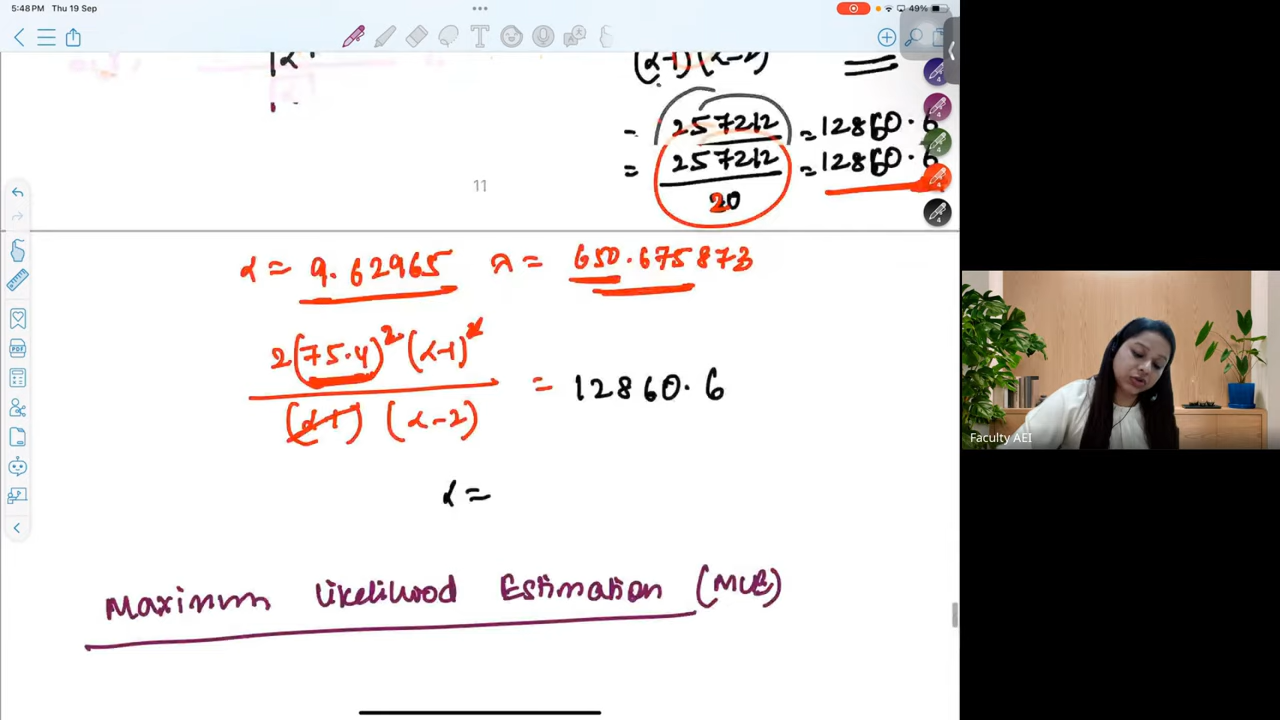 5:48 PM Thu 19 Sep
49%
(α-1)(α-2)
= 257212 = 12860.6
= 257212 / 20 = 12860.6
11
α = 9.62965 λ = 650.675873
2(75.4)² (α-1)²
= 12860.6
(α-1) (α-2)
α =
Maximum Likelihood Estimation (MLE)
Faculty AEI